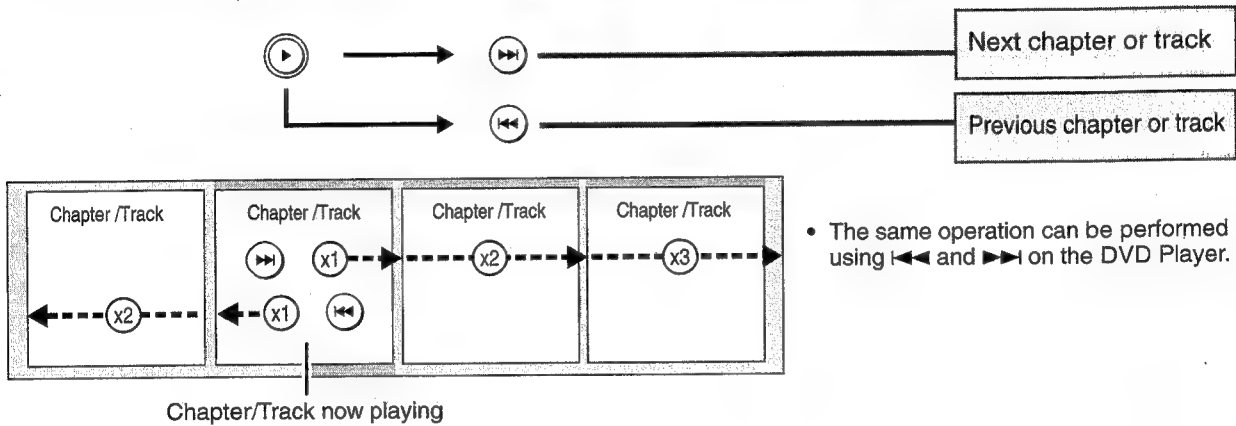 Next chapter or track
Previous chapter or track
Chapter /Track
Chapter /Track
Chapter /Track
Chapter /Track
x1
x2
x3
x2
x1
Chapter/Track now playing
• The same operation can be performed
using ⏮ and ⏭ on the DVD Player.